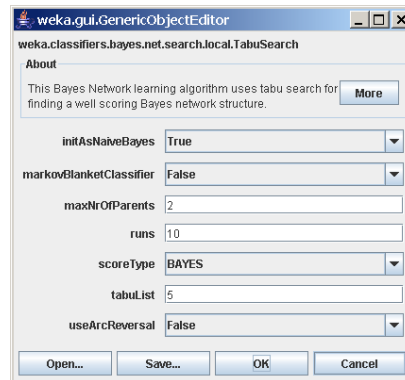 weka.gui.GenericObjectEditor
weka.classifiers.bayes.net.search.local.TabuSearch
About
This Bayes Network learning algorithm uses tabu search for
finding a well scoring Bayes network structure.
More
initAsNaiveBayes True
markovBlanketClassifier False
maxNrOfParents 2
runs 10
scoreType BAYES
tabuList 5
useArcReversal False
Open... Save... OK Cancel